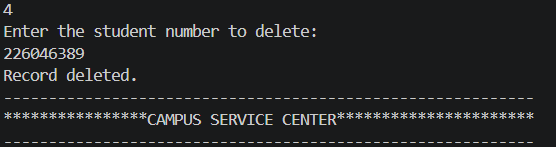 4
Enter the student number to delete:
226046389
Record deleted.
-----------------------------------------------------------
****************CAMPUS SERVICE CENTER**********************
-----------------------------------------------------------